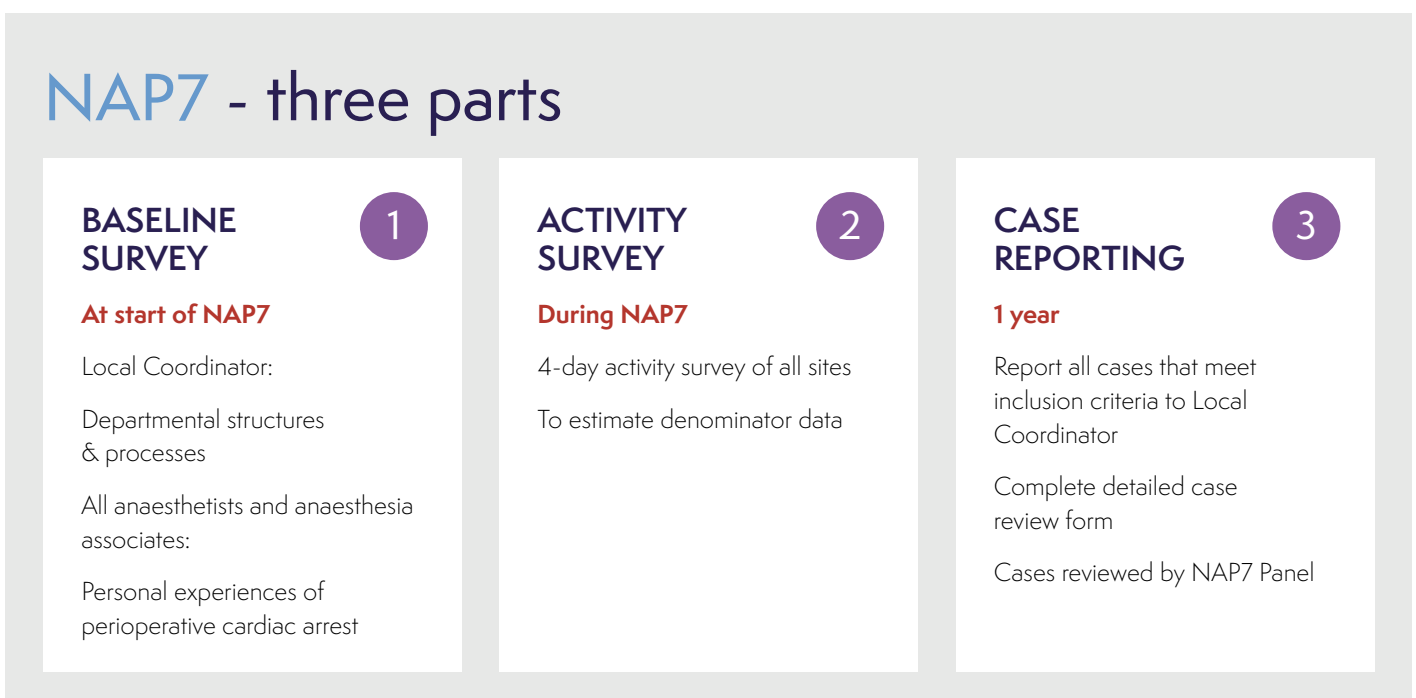 NAP7 - three parts
BASELINE
SURVEY
1
At start of NAP7
Local Coordinator:
Departmental structures
& processes
All anaesthetists and anaesthesia
associates:
Personal experiences of
perioperative cardiac arrest
ACTIVITY
SURVEY
2
During NAP7
4-day activity survey of all sites
To estimate denominator data
CASE
REPORTING
3
1 year
Report all cases that meet
inclusion criteria to Local
Coordinator
Complete detailed case
review form
Cases reviewed by NAP7 Panel